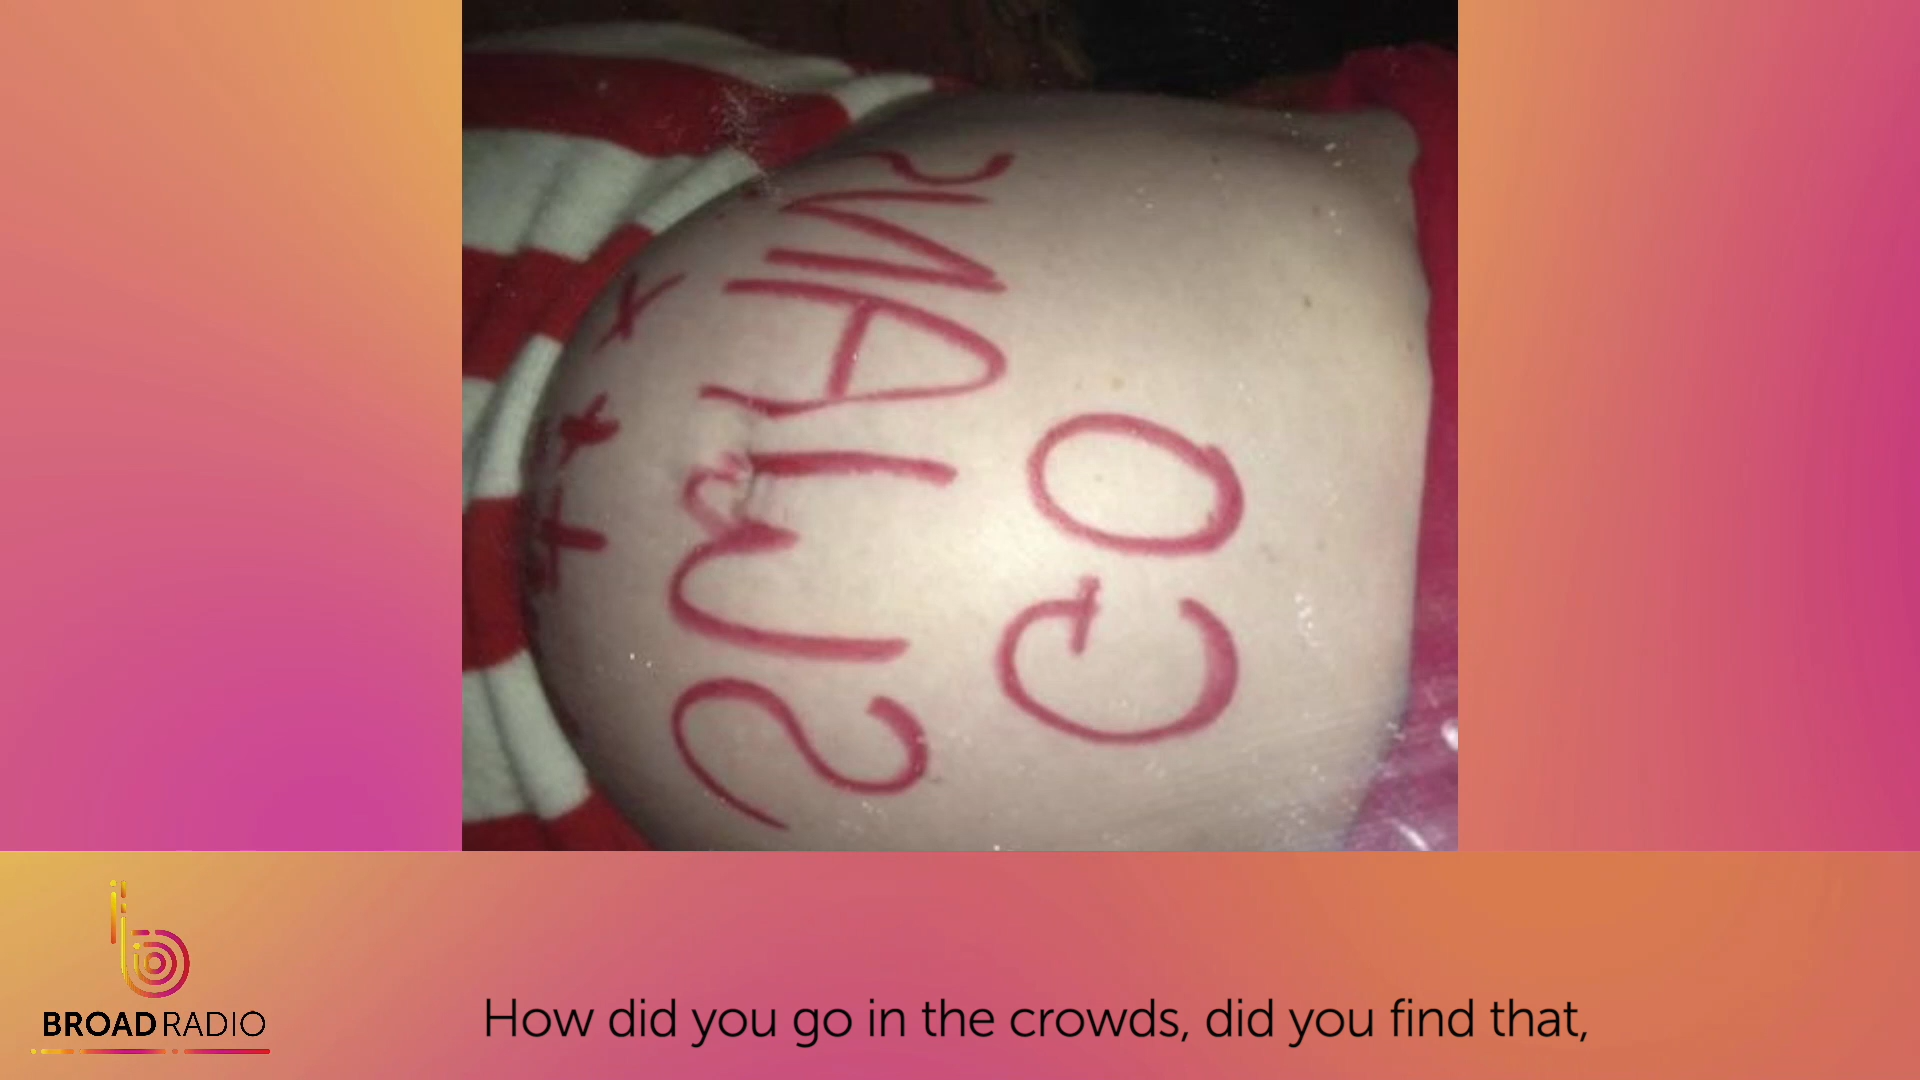 GO
SWANS
x x x
BROADRADIO
How did you go in the crowds, did you find that,